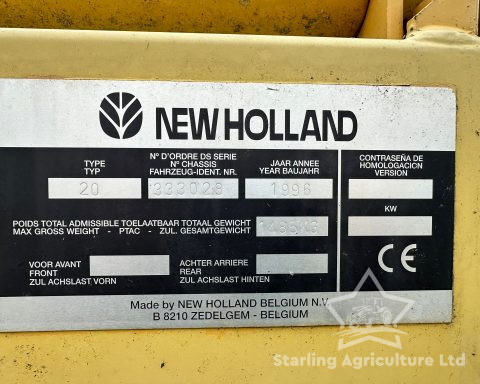 NEW HOLLAND
TYPE
TYP
20
Nº D'ORDRE DS SERIE
Nº CHASSIS
FAHRZEUG-IDENT. NR.
333028
JAAR ANNEE
YEAR BAUJAHR
1996
CONTRASEÑA DE
HOMOLOGACION
VERSION
POIDS TOTAL ADMISSIBLE TOELAATBAAR TOTAAL GEWICHT
MAX GROSS WEIGHT - PTAC - ZUL. GESAMTGEWICHT
KW
VOOR AVANT
FRONT
ZUL ACHSLAST VORN
ACHTER ARRIERE
REAR
ZUL ACHSLAST HINTEN
CE
Made by NEW HOLLAND BELGIUM N.V.
B 8210 ZEDELGEM - BELGIUM
Starling Agriculture Ltd